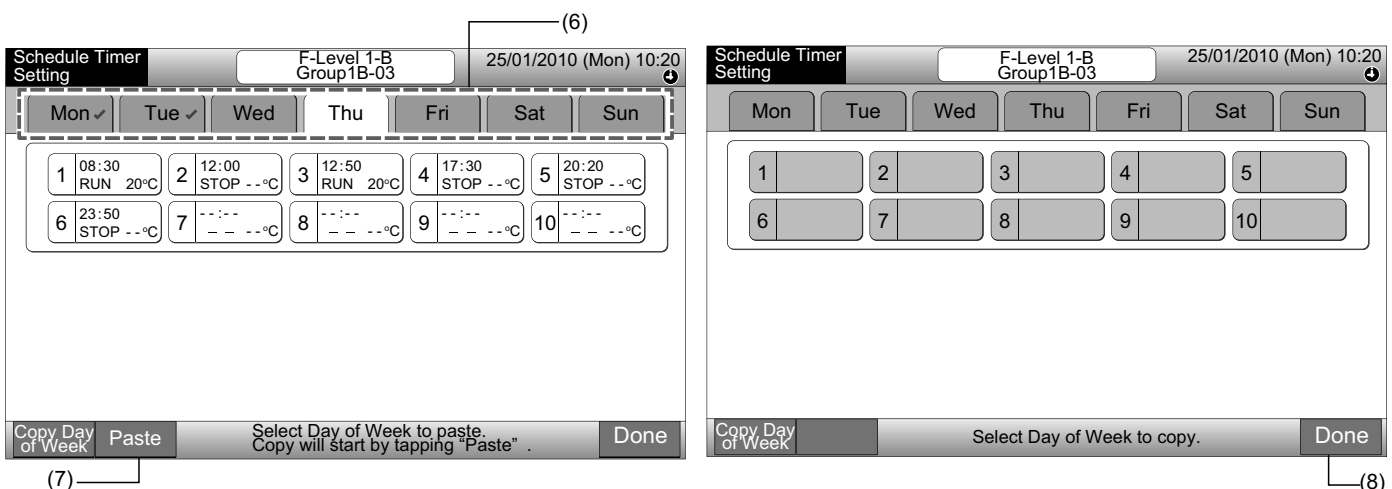 (6)
Schedule Timer
Setting
F-Level 1-B
Group1B-03
25/01/2010 (Mon) 10:20
Mon✓ Tue✓ Wed Thu Fri Sat Sun
1 08:30 RUN 20°C
2 12:00 STOP --°C
3 12:50 RUN 20°C
4 17:30 STOP --°C
5 20:20 STOP --°C
6 23:50 STOP --°C
7 --:-- – – --°C
8 --:-- – – --°C
9 --:-- – – --°C
10 --:-- – – --°C
Copy Day
of Week
Paste
Select Day of Week to paste.
Copy will start by tapping "Paste" .
Done
(7)
Schedule Timer
Setting
F-Level 1-B
Group1B-03
25/01/2010 (Mon) 10:20
Mon Tue Wed Thu Fri Sat Sun
1 2 3 4 5
6 7 8 9 10
Copy Day
of Week
Select Day of Week to copy.
Done
(8)